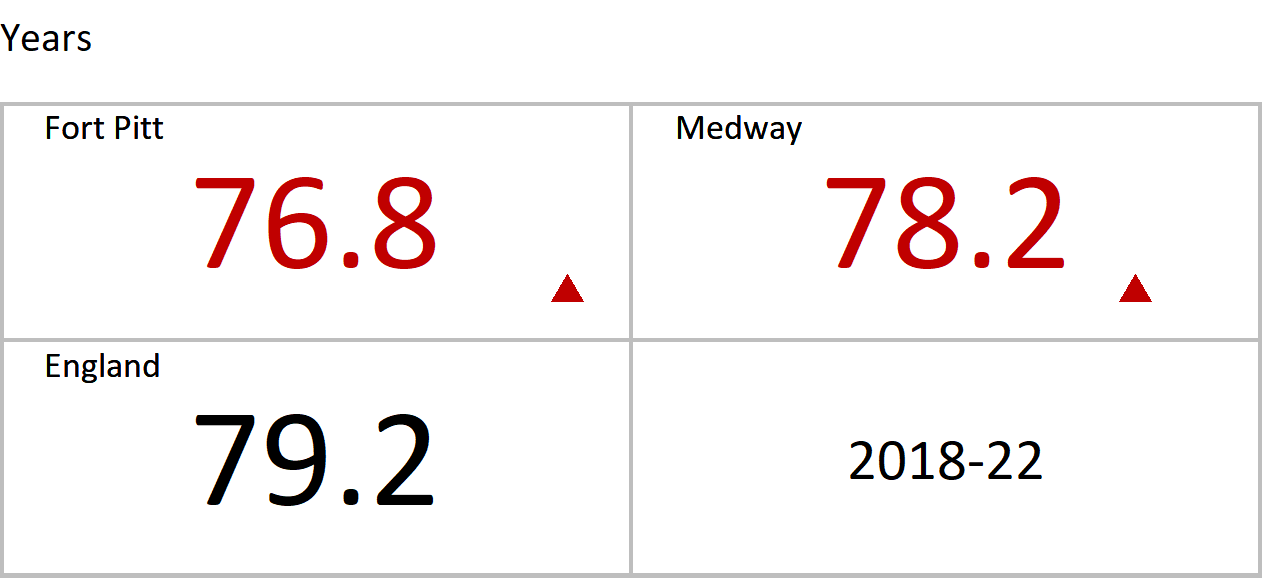 Years
Fort Pitt
76.8
Medway
78.2
England
79.2
2018-22